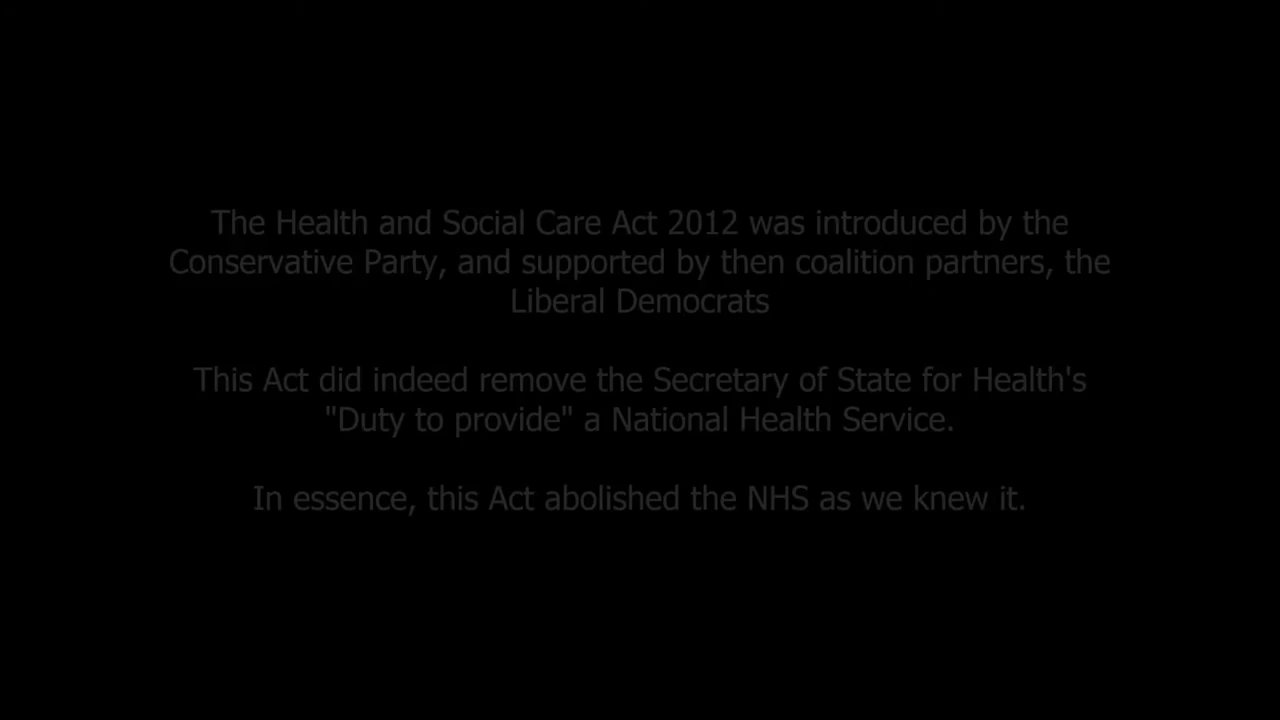 The Health and Social Care Act 2012 was introduced by the
Conservative Party, and supported by then coalition partners, the
Liberal Democrats
This Act did indeed remove the Secretary of State for Health's
"Duty to provide" a National Health Service.
In essence, this Act abolished the NHS as we knew it.